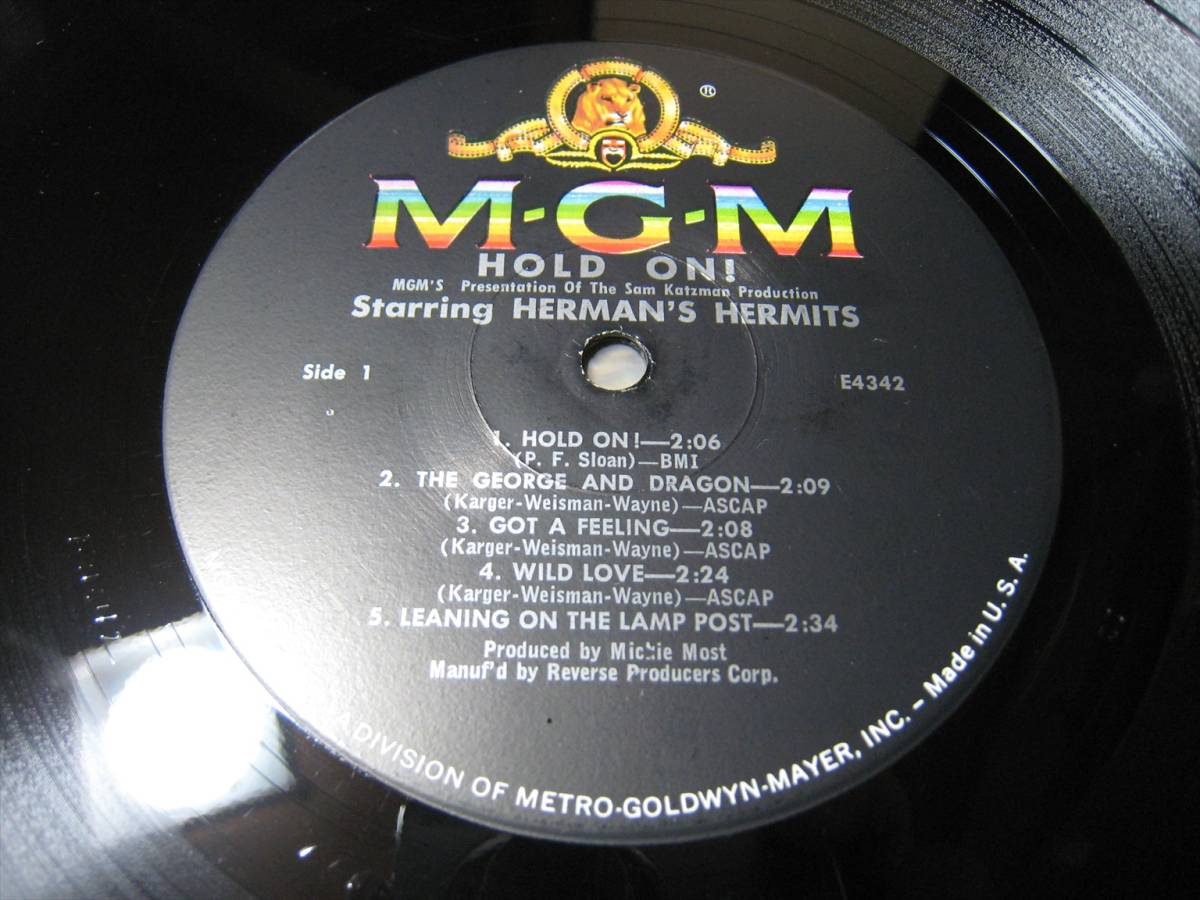 M-G-M
HOLD ON!
MGM'S Presentation Of The Sam Katzman Production
Starring HERMAN'S HERMITS
Side 1
E4342
1. HOLD ON!—2:06
(P. F. Sloan)—BMI
2. THE GEORGE AND DRAGON—2:09
(Karger-Weisman-Wayne)—ASCAP
3. GOT A FEELING—2:08
(Karger-Weisman-Wayne)—ASCAP
4. WILD LOVE—2:24
(Karger-Weisman-Wayne)—ASCAP
5. LEANING ON THE LAMP POST—2:34
Produced by Mickie Most
Manuf'd by Reverse Producers Corp.
A DIVISION OF METRO-GOLDWYN-MAYER, INC. – Made in U. S. A.